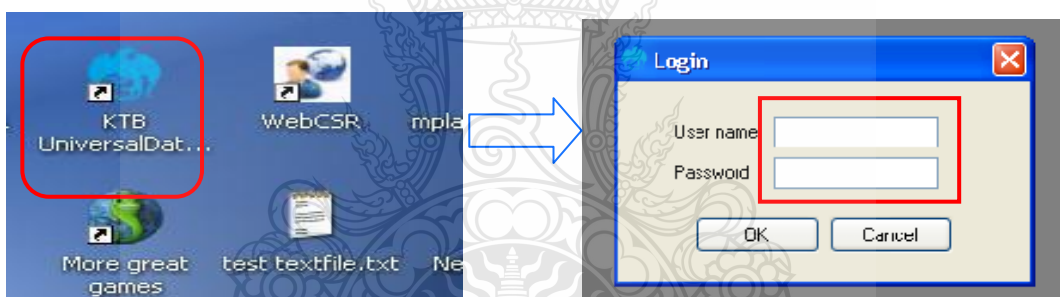 KTB
UniversalDat...
WebCSR
mpla
More great
games
test textfile.txt
Ne
Login
User name
Password
OK
Cancel